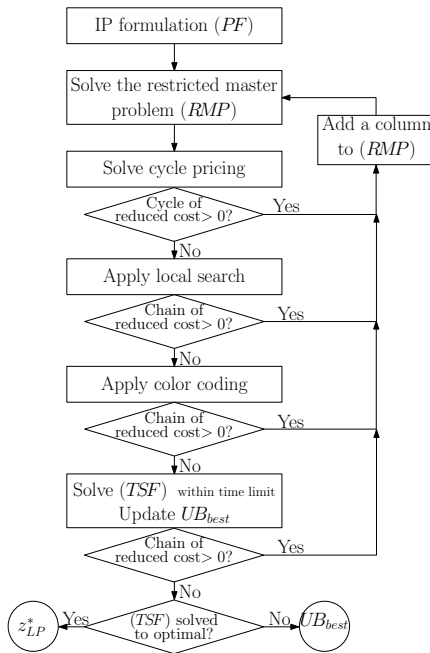 IP formulation (PF)
Solve the restricted master
problem (RMP)
Add a column
to (RMP)
Solve cycle pricing
Cycle of
reduced cost> 0?
Yes
No
Apply local search
Chain of
reduced cost> 0?
Yes
No
Apply color coding
Chain of
reduced cost> 0?
Yes
No
Solve (TSF) within time limit
Update UB_best
Chain of
reduced cost> 0?
Yes
No
z*_LP
Yes
(TSF) solved
to optimal?
No
UB_best